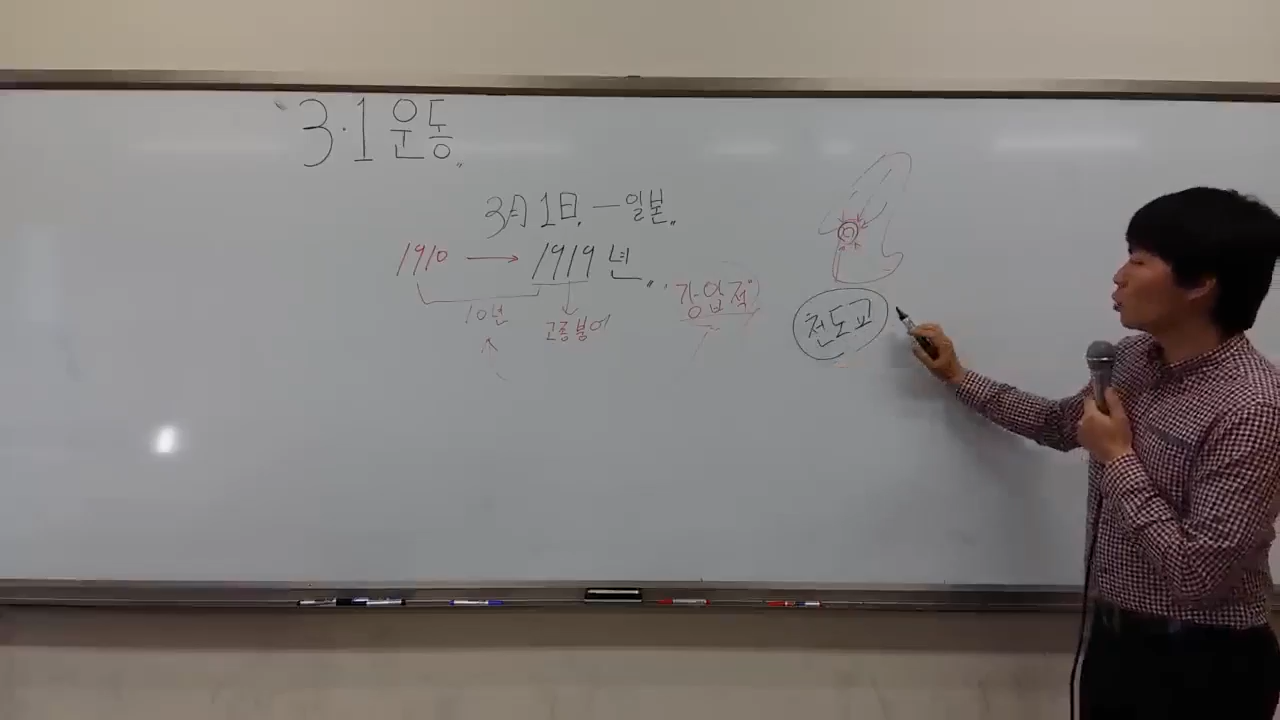 3·1 운동
3月 1日. — 일본
1910 → 1919 년
10년
고종붕어
강압적
천도교